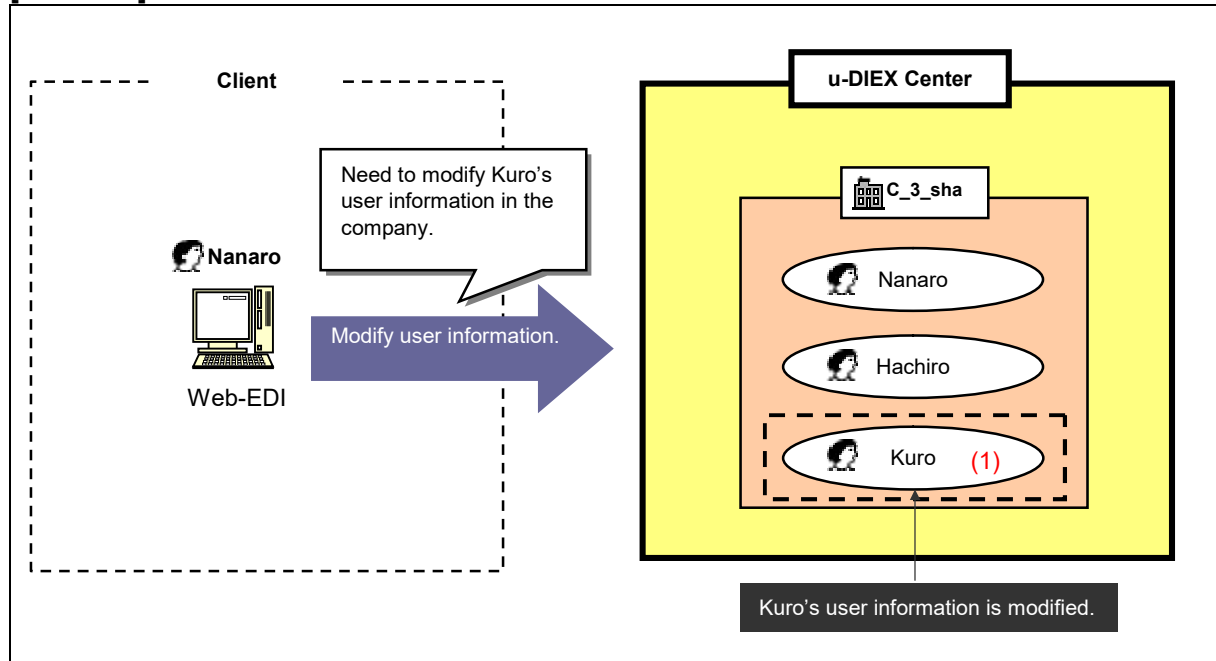 Client
u-DIEX Center
Need to modify Kuro's
user information in the
company.
C_3_sha
Nanaro
Nanaro
Modify user information.
Hachiro
Web-EDI
Kuro
(1)
Kuro's user information is modified.